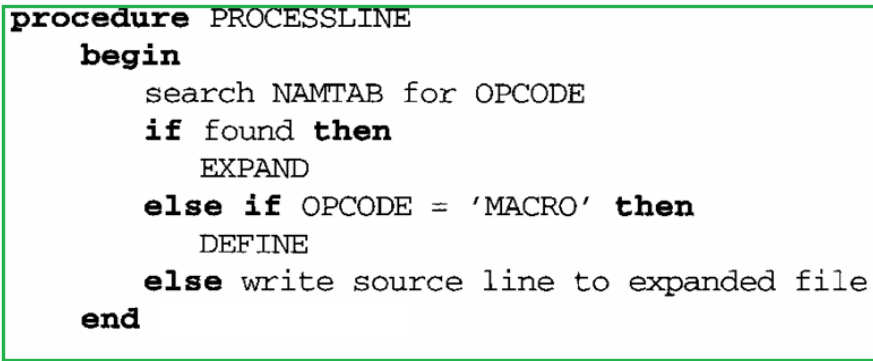 procedure PROCESSLINE
begin
search NAMTAB for OPCODE
if found then
EXPAND
else if OPCODE = 'MACRO' then
DEFINE
else write source line to expanded file
end